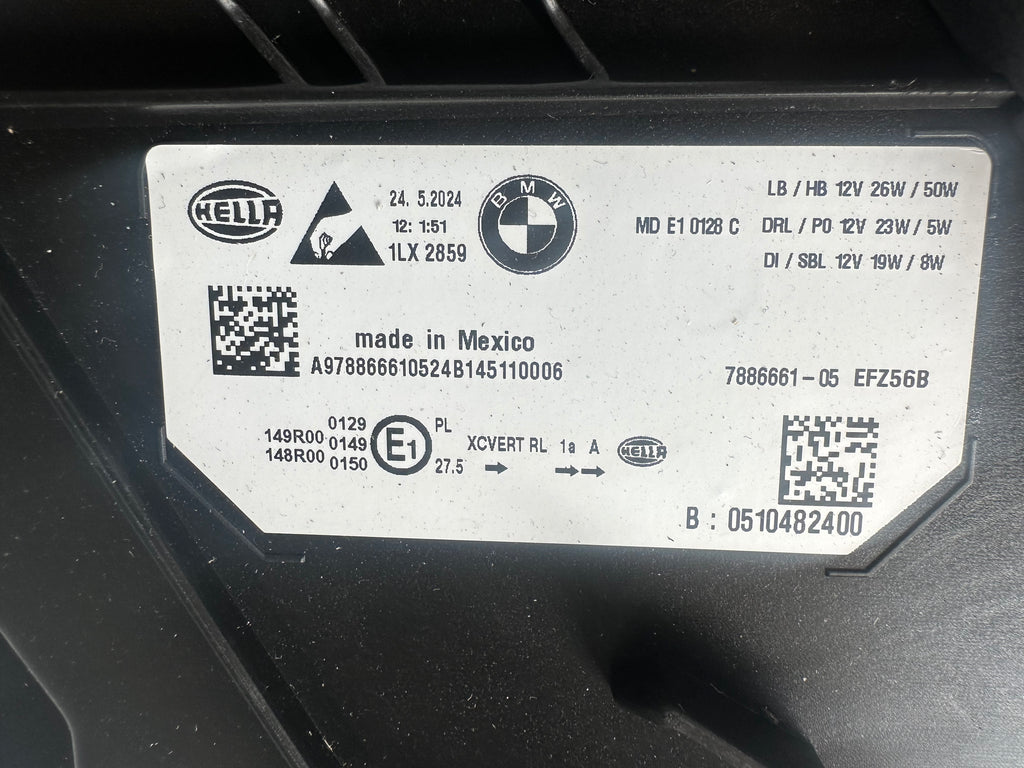 HELLA
24. 5.2024
12: 1:51
1LX 2859
BMW
LB / HB 12V 26W / 50W
MD E1 0128 C DRL / PO 12V 23W / 5W
DI / SBL 12V 19W / 8W
made in Mexico
A978866610524B145110006
7886661-05 EFZ56B
0129
149R00 0149
148R00 0150
E1
PL
27.5
XCVERT RL 1a A
HELLA
B : 0510482400